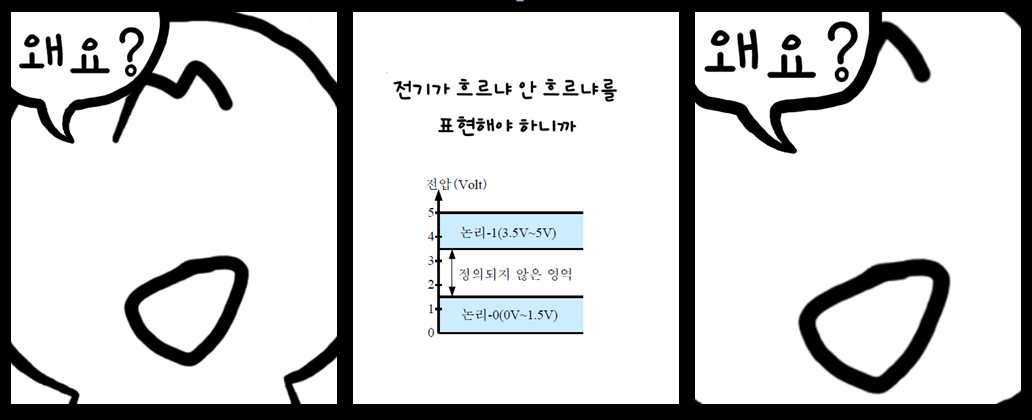 왜요?
전기가 흐르냐 안 흐르냐를
표현해야 하니까
전압(Volt)
5
논리-1(3.5V~5V)
4
3
정의되지 않은 영역
2
1
논리-0(0V~1.5V)
0
왜요?